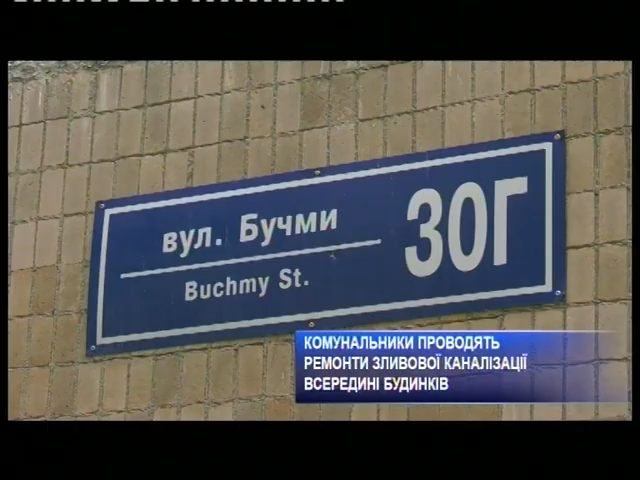 вул. Бучми
Buchmy St.
30Г
КОМУНАЛЬНИКИ ПРОВОДЯТЬ
РЕМОНТИ ЗЛИВОВОЇ КАНАЛІЗАЦІЇ
ВСЕРЕДИНІ БУДИНКІВ